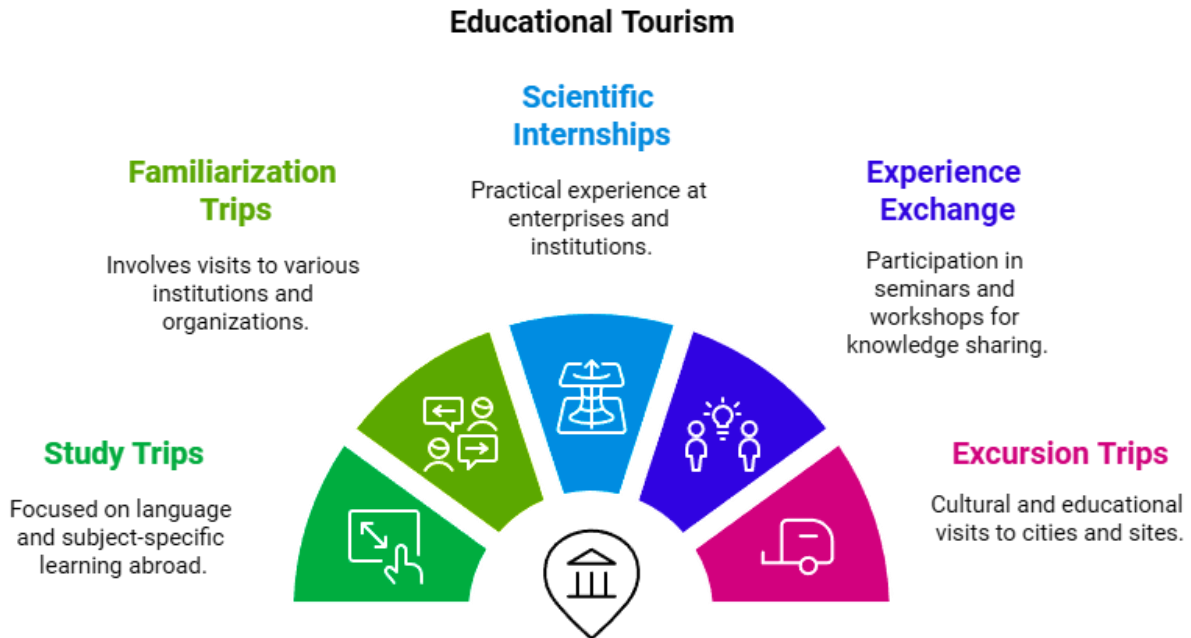 Educational Tourism
Scientific
Internships
Practical experience at
enterprises and
institutions.
Familiarization
Trips
Involves visits to various
institutions and
organizations.
Experience
Exchange
Participation in
seminars and
workshops for
knowledge sharing.
Study Trips
Focused on language
and subject-specific
learning abroad.
Excursion Trips
Cultural and educational
visits to cities and sites.